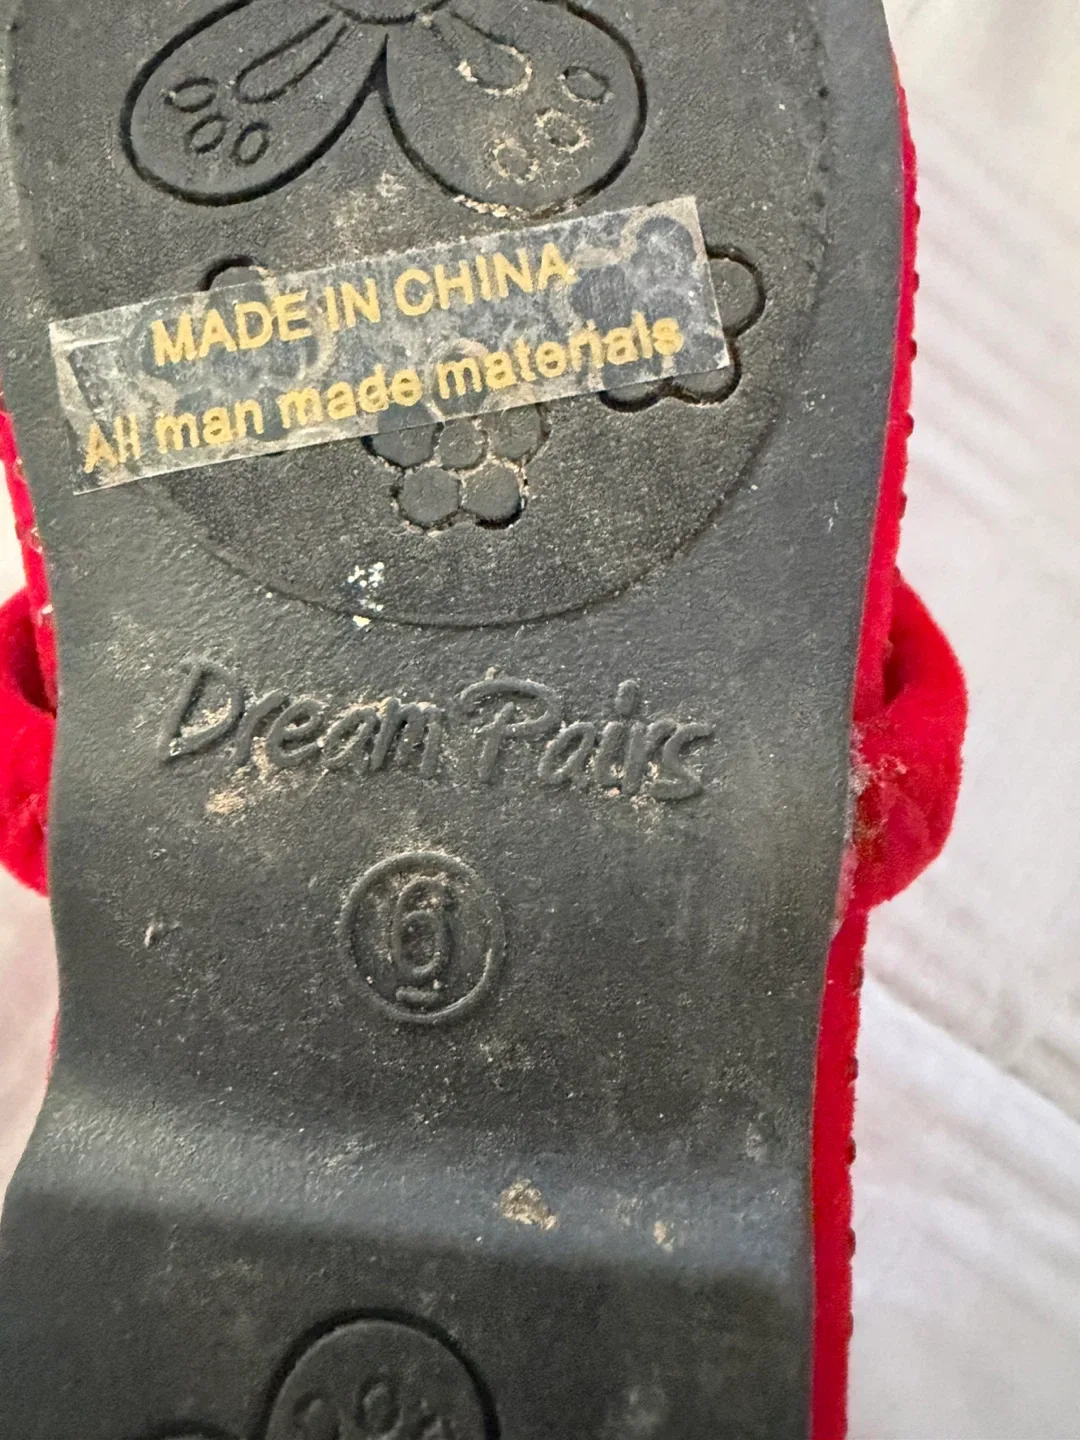 MADE IN CHINA
All man made materials
Dream Pairs
6